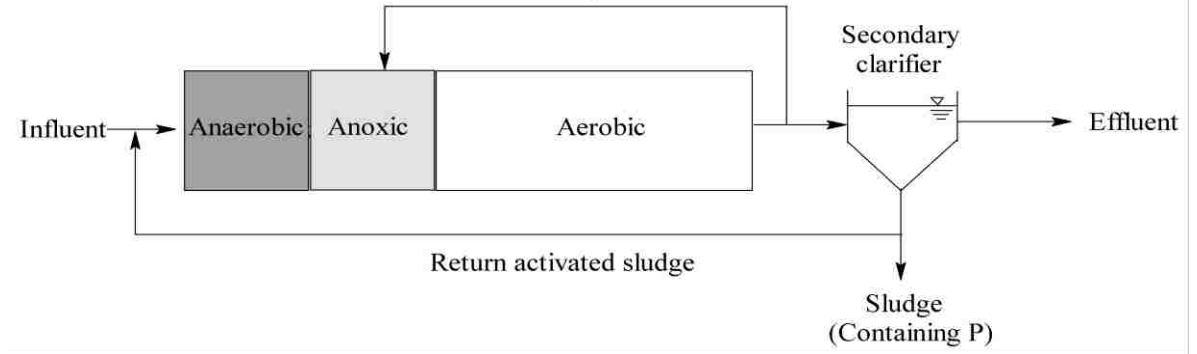 Secondary
clarifier
Influent
Anaerobic
Anoxic
Aerobic
Effluent
Return activated sludge
Sludge
(Containing P)